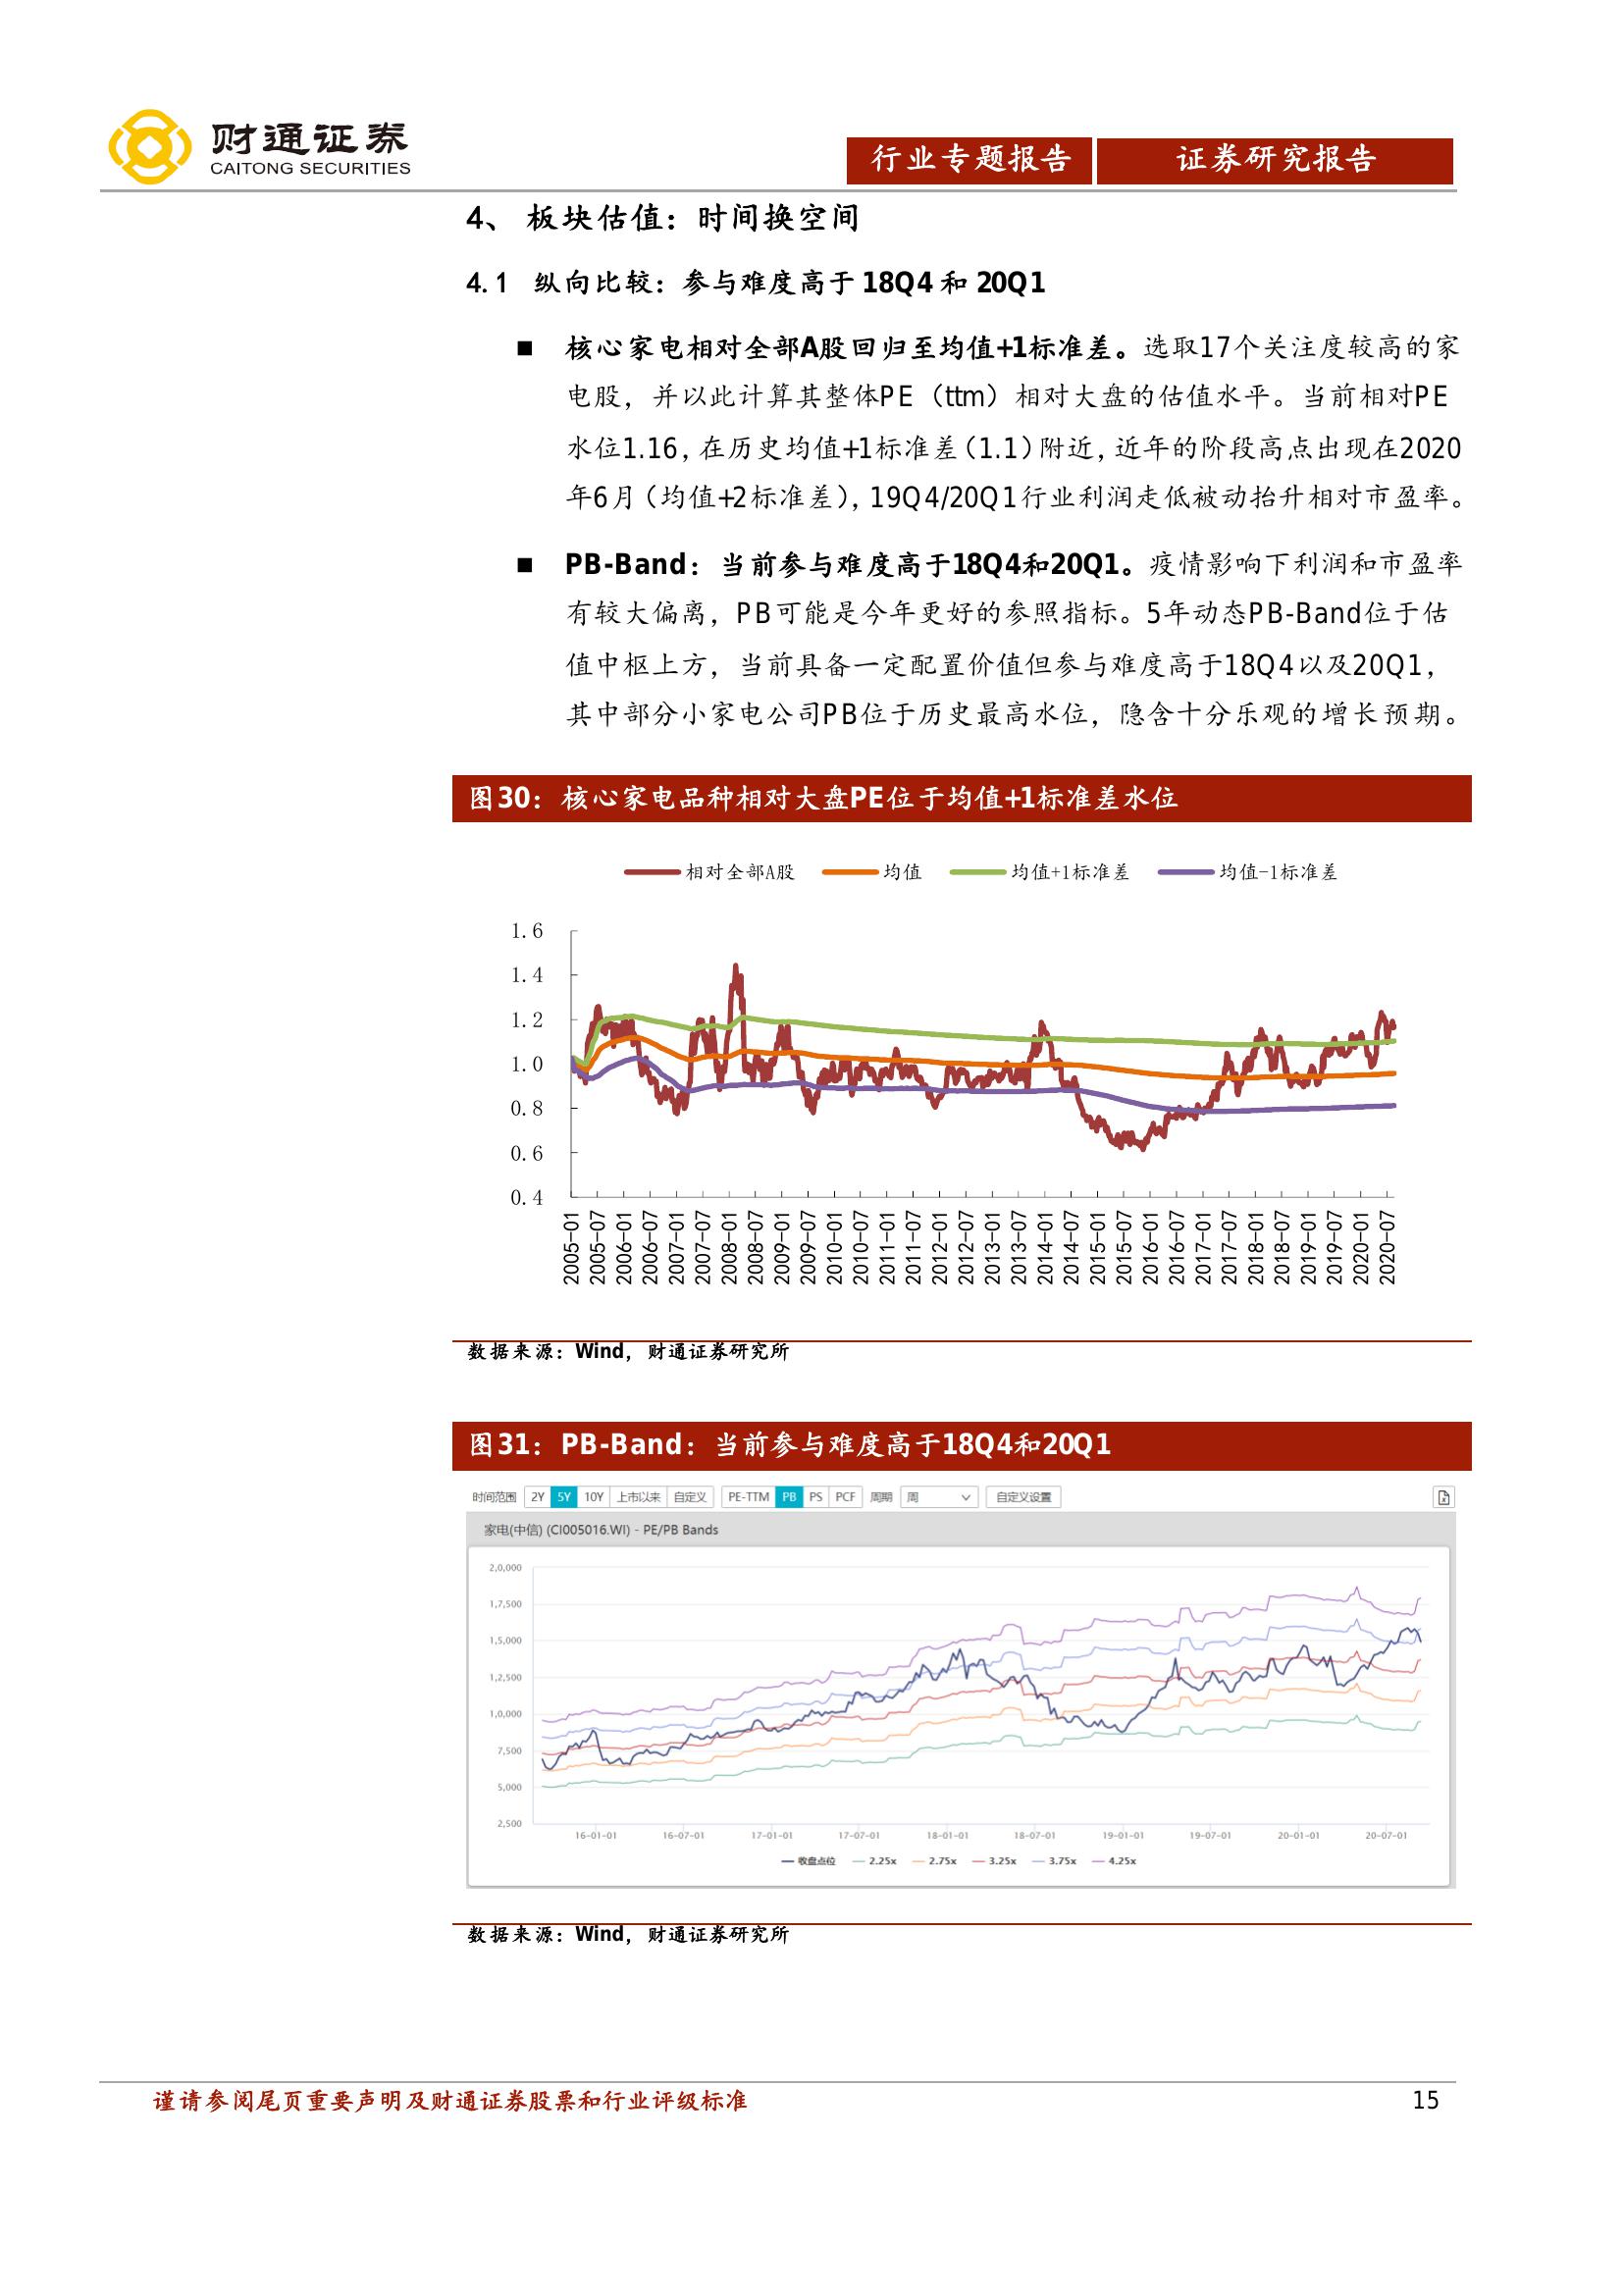 财通证券
CAITONG SECURITIES
行业专题报告 证券研究报告
4、 板块估值：时间换空间
4.1 纵向比较：参与难度高于 18Q4 和 20Q1
■ 核心家电相对全部A股回归至均值+1标准差。选取17个关注度较高的家
电股，并以此计算其整体PE（ttm）相对大盘的估值水平。当前相对PE
水位1.16，在历史均值+1标准差（1.1）附近，近年的阶段高点出现在2020
年6月（均值+2标准差），19Q4/20Q1行业利润走低被动抬升相对市盈率。
■ PB-Band：当前参与难度高于18Q4和20Q1。疫情影响下利润和市盈率
有较大偏离，PB可能是今年更好的参照指标。5年动态PB-Band位于估
值中枢上方，当前具备一定配置价值但参与难度高于18Q4以及20Q1，
其中部分小家电公司PB位于历史最高水位，隐含十分乐观的增长预期。
图30：核心家电品种相对大盘PE位于均值+1标准差水位
相对全部A股 均值 均值+1标准差 均值-1标准差
1.6
1.4
1.2
1.0
0.8
0.6
0.4
2005-01 2005-07 2006-01 2006-07 2007-01 2007-07 2008-01 2008-07 2009-01 2009-07 2010-01 2010-07 2011-01 2011-07 2012-01 2012-07 2013-01 2013-07 2014-01 2014-07 2015-01 2015-07 2016-01 2016-07 2017-01 2017-07 2018-01 2018-07 2019-01 2019-07 2020-01 2020-07
数据来源：Wind，财通证券研究所
图31：PB-Band：当前参与难度高于18Q4和20Q1
时间范围 2Y 5Y 10Y 上市以来 自定义 PE-TTM PB PS PCF 周期 周 自定义设置
家电(中信) (CI005016.WI) - PE/PB Bands
2,0,000
1,7,500
1,5,000
1,2,500
1,0,000
7,500
5,000
2,500
16-01-01 16-07-01 17-01-01 17-07-01 18-01-01 18-07-01 19-01-01 19-07-01 20-01-01 20-07-01
收盘点位 2.25x 2.75x 3.25x 3.75x 4.25x
数据来源：Wind，财通证券研究所
谨请参阅尾页重要声明及财通证券股票和行业评级标准 15